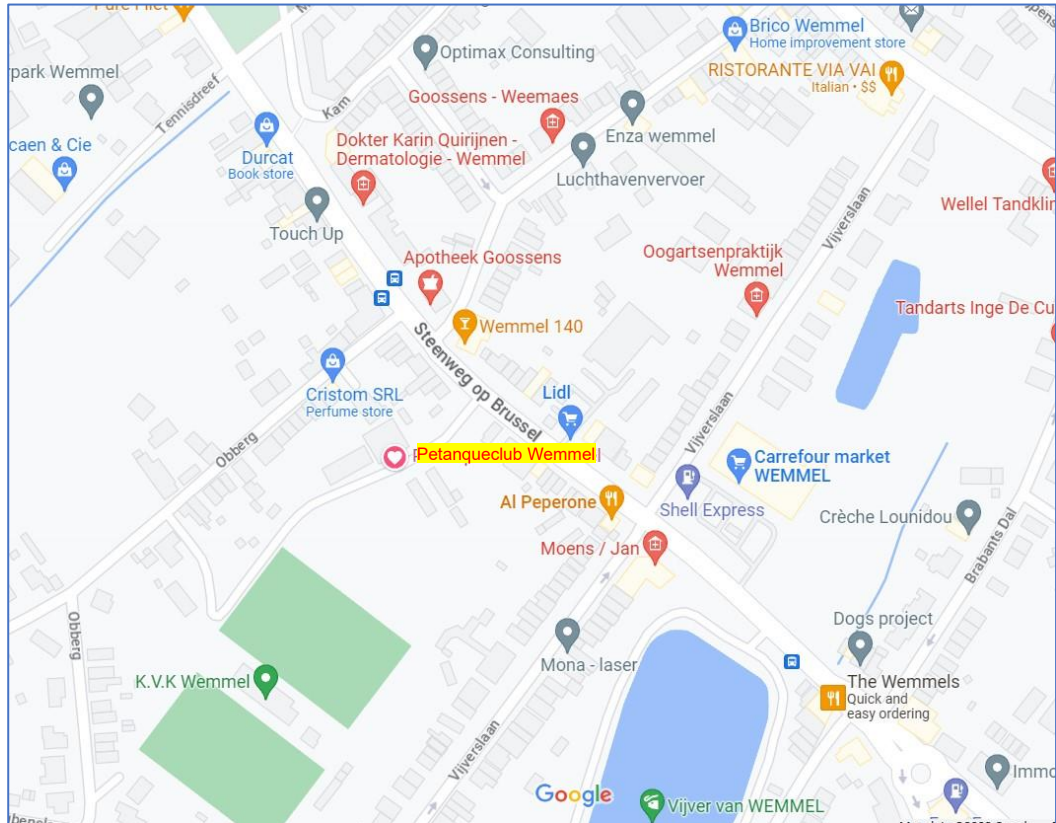 Optimax Consulting
Brico Wemmel
Home improvement store
rpark Wemmel
Tennisdreef
Kam
Goossens - Weemaes
RISTORANTE VIA VAI
Italian • $$
caen & Cie
Durcat
Book store
Dokter Karin Quirijnen -
Dermatologie - Wemmel
Enza wemmel
Luchthavenvervoer
Touch Up
Vijverslaan
Wellel Tandklin
Apotheek Goossens
Oogartsenpraktijk
Wemmel
Tandarts Inge De Cu
Wemmel 140
Steenweg op Brussel
Cristom SRL
Perfume store
Lidl
Vijverslaan
Obberg
Petanqueclub Wemmel
Carrefour market
WEMMEL
Al Peperone
Shell Express
Crèche Lounidou
Moens / Jan
Brabants Dal
Obberg
Dogs project
Mona - laser
K.V.K Wemmel
The Wemmels
Quick and
easy ordering
Vijverslaan
Immo
Google
Vijver van WEMMEL